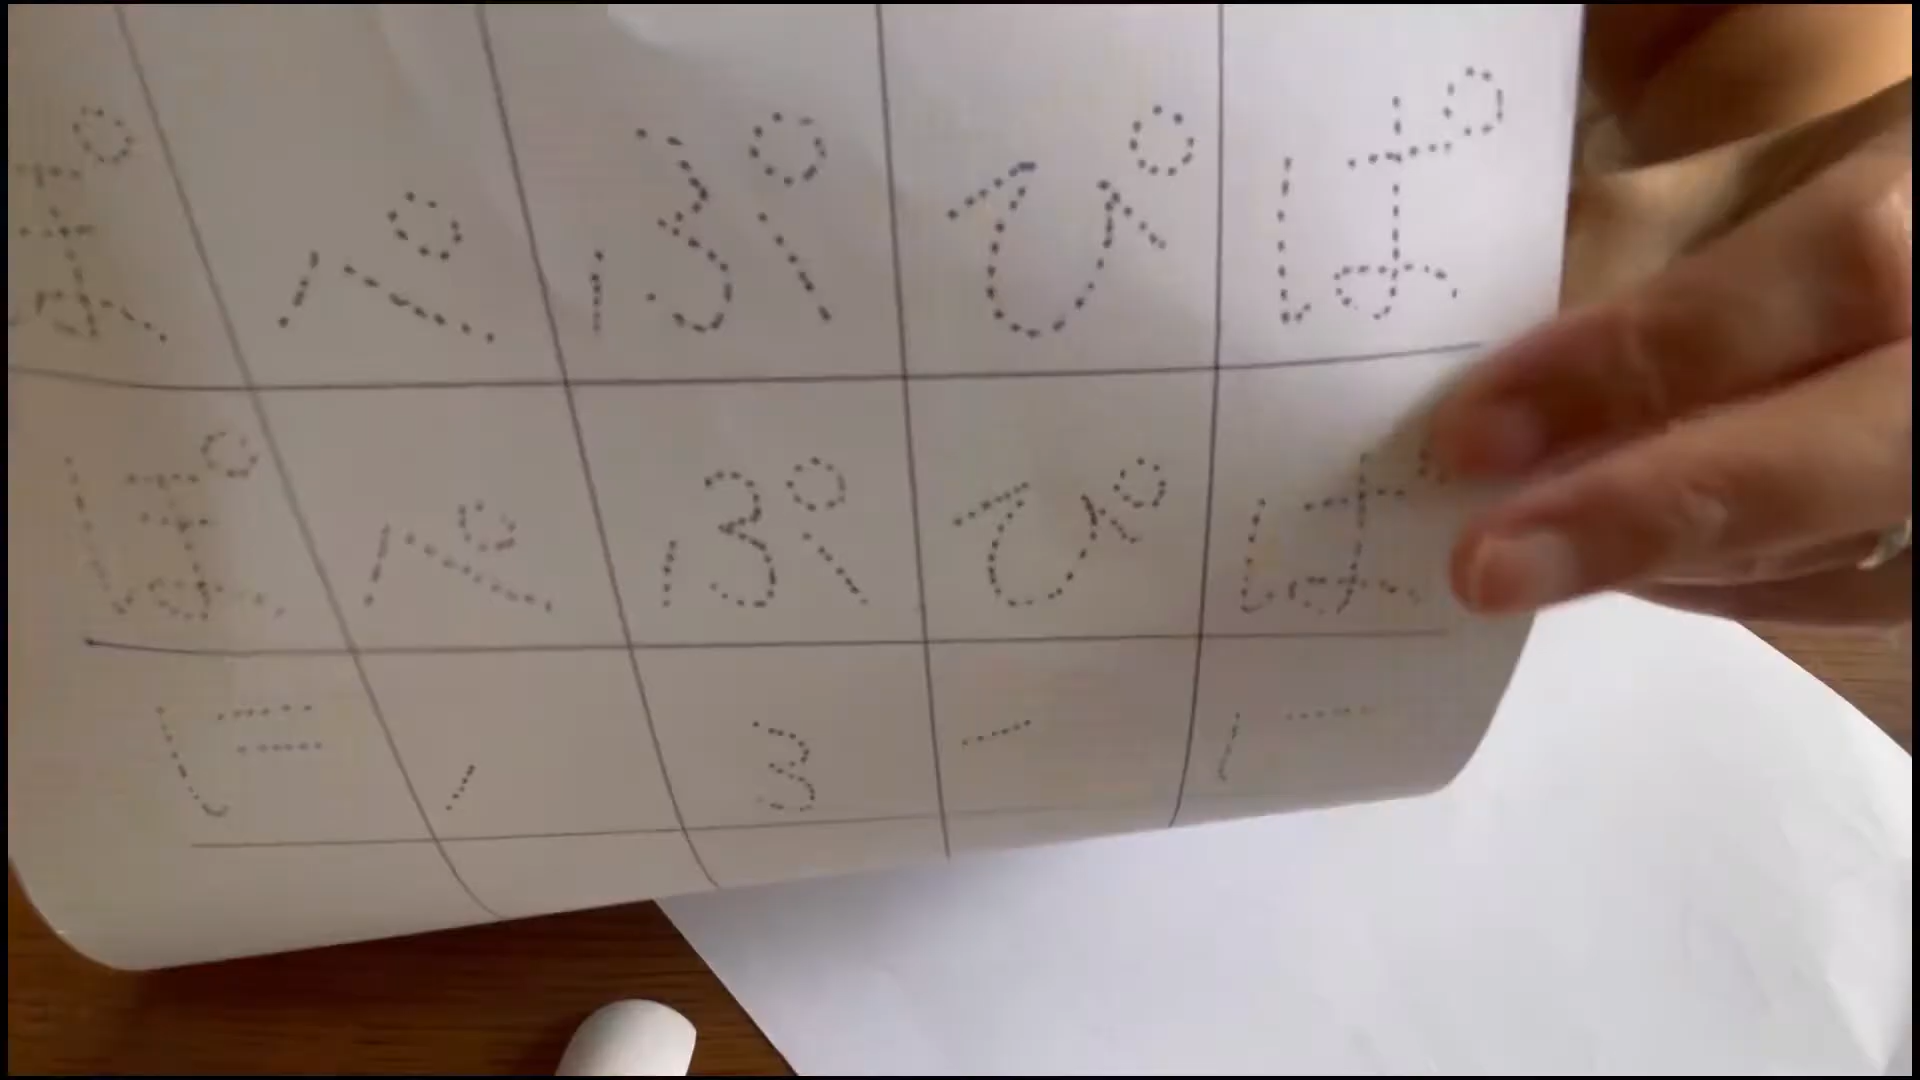 ぱ ぱ
ぴ ぴ
ぷ ぷ
ぺ ぺ
ぽ ぽ